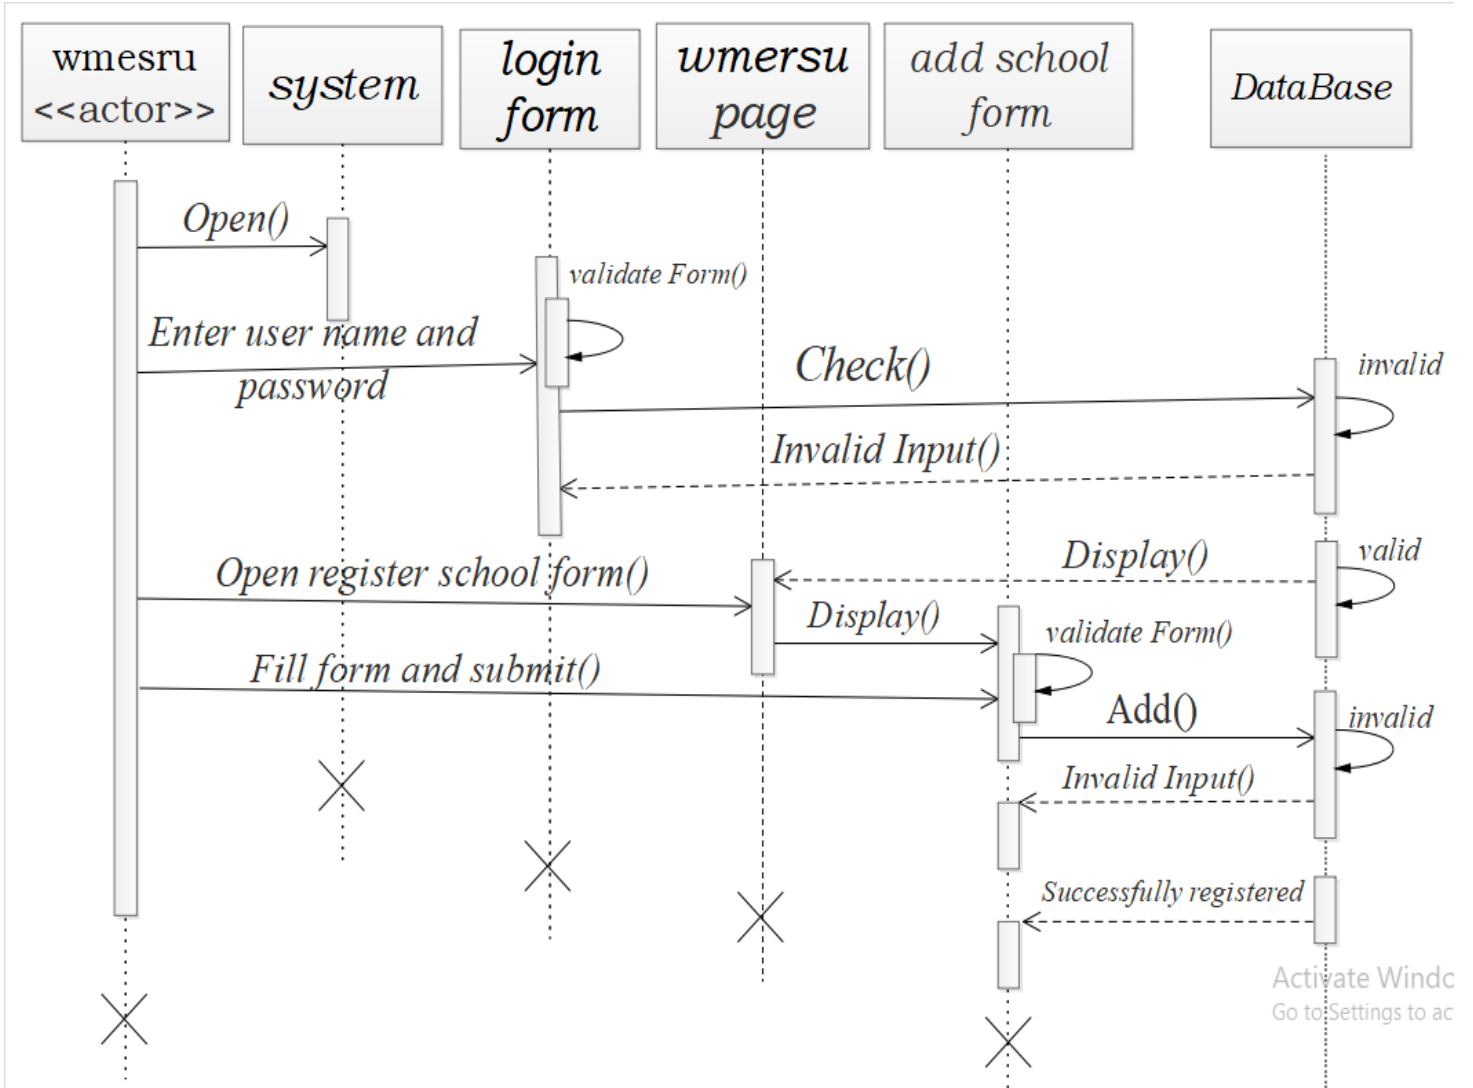 wmesru
<<actor>>
system
login
form
wmersu
page
add school
form
DataBase
Open()
validate Form()
Enter user name and
password
Check()
invalid
Invalid Input()
valid
Display()
Open register school form()
Display()
validate Form()
Fill form and submit()
Add()
invalid
Invalid Input()
Successfully registered
Activate Windo
Go to Settings to ac